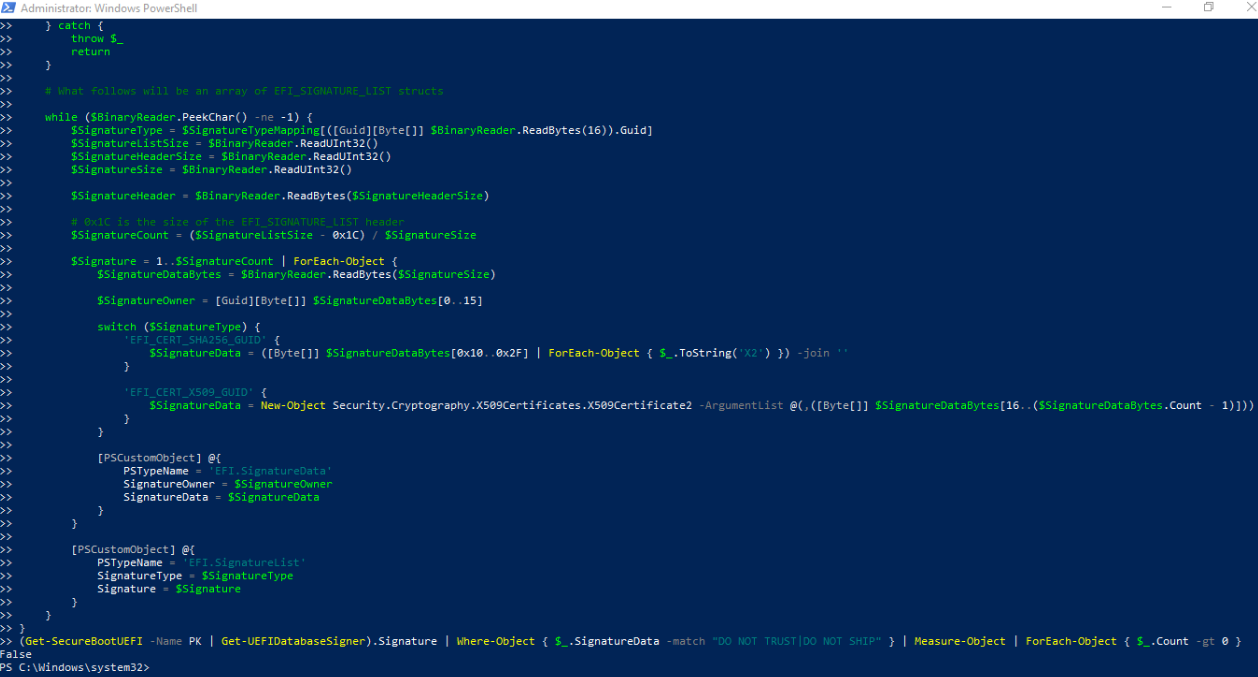 Administrator: Windows PowerShell
>>     } catch {
>>         throw $_
>>         return
>>     }
>>
>>     # What follows will be an array of EFI_SIGNATURE_LIST structs
>>
>>     while ($BinaryReader.PeekChar() -ne -1) {
>>         $SignatureType = $SignatureTypeMapping[([Guid][Byte[]] $BinaryReader.ReadBytes(16)).Guid]
>>         $SignatureListSize = $BinaryReader.ReadUInt32()
>>         $SignatureHeaderSize = $BinaryReader.ReadUInt32()
>>         $SignatureSize = $BinaryReader.ReadUInt32()
>>
>>         $SignatureHeader = $BinaryReader.ReadBytes($SignatureHeaderSize)
>>
>>         # 0x1C is the size of the EFI_SIGNATURE_LIST header
>>         $SignatureCount = ($SignatureListSize - 0x1C) / $SignatureSize
>>
>>         $Signature = 1..$SignatureCount | ForEach-Object {
>>             $SignatureDataBytes = $BinaryReader.ReadBytes($SignatureSize)
>>
>>             $SignatureOwner = [Guid][Byte[]] $SignatureDataBytes[0..15]
>>
>>             switch ($SignatureType) {
>>                 'EFI_CERT_SHA256_GUID' {
>>                     $SignatureData = ([Byte[]] $SignatureDataBytes[0x10..0x2F] | ForEach-Object { $_.ToString('X2') }) -join ''
>>                 }
>>
>>                 'EFI_CERT_X509_GUID' {
>>                     $SignatureData = New-Object Security.Cryptography.X509Certificates.X509Certificate2 -ArgumentList @(,([Byte[]] $SignatureDataBytes[16..($SignatureDataBytes.Count - 1)]))
>>                 }
>>             }
>>
>>             [PSCustomObject] @{
>>                 PSTypeName = 'EFI.SignatureData'
>>                 SignatureOwner = $SignatureOwner
>>                 SignatureData = $SignatureData
>>             }
>>         }
>>
>>         [PSCustomObject] @{
>>             PSTypeName = 'EFI.SignatureList'
>>             SignatureType = $SignatureType
>>             Signature = $Signature
>>         }
>>     }
>> }
>> (Get-SecureBootUEFI -Name PK | Get-UEFIDatabaseSigner).Signature | Where-Object { $_.SignatureData -match "DO NOT TRUST|DO NOT SHIP" } | Measure-Object | ForEach-Object { $_.Count -gt 0 }
False
PS C:\Windows\system32>